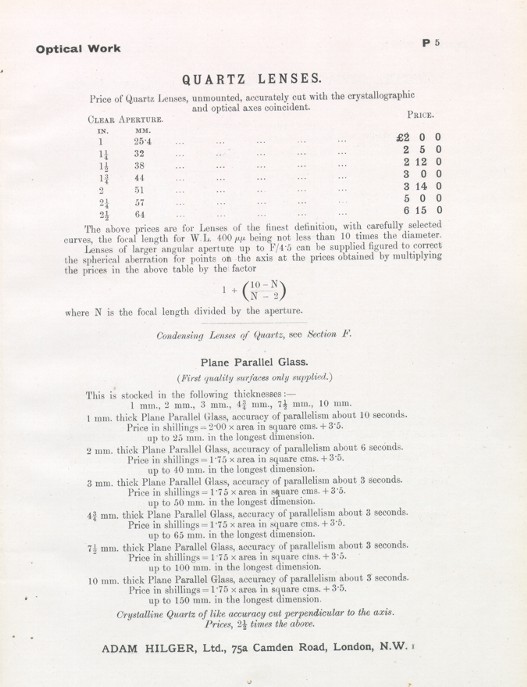 Optical Work
P 5
QUARTZ LENSES.
Price of Quartz Lenses, unmounted, accurately cut with the crystallographic
and optical axes coincident.
CLEAR APERTURE. PRICE.
IN. MM.
1 25·4 ... ... ... ... ... £2 0 0
1¼ 32 ... ... ... ... ... 2 5 0
1½ 38 ... ... ... ... ... 2 12 0
1¾ 44 ... ... ... ... ... 3 0 0
2 51 ... ... ... ... ... 3 14 0
2¼ 57 ... ... ... ... ... 5 0 0
2½ 64 ... ... ... ... ... 6 15 0
The above prices are for Lenses of the finest definition, with carefully selected
curves, the focal length for W.L. 400 μμ being not less than 10 times the diameter.
Lenses of larger angular aperture up to F/4·5 can be supplied figured to correct
the spherical aberration for points on the axis at the prices obtained by multiplying
the prices in the above table by the factor
1 + (10 – N / N – 2)
where N is the focal length divided by the aperture.
Condensing Lenses of Quartz, see Section F.
Plane Parallel Glass.
(First quality surfaces only supplied.)
This is stocked in the following thicknesses:—
1 mm., 2 mm., 3 mm., 4¾ mm., 7½ mm., 10 mm.
1 mm. thick Plane Parallel Glass, accuracy of parallelism about 10 seconds.
Price in shillings = 2·00 × area in square cms. + 3·5.
up to 25 mm. in the longest dimension.
2 mm. thick Plane Parallel Glass, accuracy of parallelism about 6 seconds.
Price in shillings = 1·75 × area in square cms. + 3·5.
up to 40 mm. in the longest dimension.
3 mm. thick Plane Parallel Glass, accuracy of parallelism about 3 seconds.
Price in shillings = 1·75 × area in square cms. + 3·5.
up to 50 mm. in the longest dimension.
4¾ mm. thick Plane Parallel Glass, accuracy of parallelism about 3 seconds.
Price in shillings = 1·75 × area in square cms. + 3·5.
up to 65 mm. in the longest dimension.
7½ mm. thick Plane Parallel Glass, accuracy of parallelism about 3 seconds.
Price in shillings = 1·75 × area in square cms. + 3·5.
up to 100 mm. in the longest dimension.
10 mm. thick Plane Parallel Glass, accuracy of parallelism about 3 seconds.
Price in shillings = 1·75 × area in square cms. + 3·5.
up to 150 mm. in the longest dimension.
Crystalline Quartz of like accuracy cut perpendicular to the axis.
Prices, 2½ times the above.
ADAM HILGER, Ltd., 75a Camden Road, London, N.W. 1